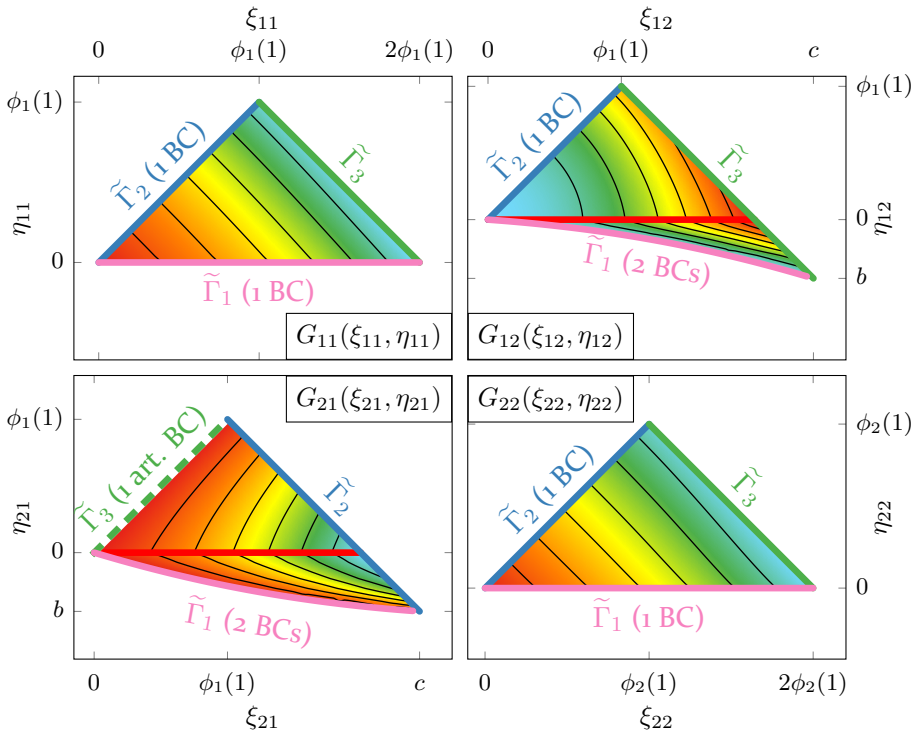 ξ₁₁
0 ϕ₁(1) 2ϕ₁(1)
ξ₁₂
0 ϕ₁(1) c
η₁₁
ϕ₁(1)
0
Γ̃₂ (1 BC)
Γ̃₃
Γ̃₁ (1 BC)
G₁₁(ξ₁₁, η₁₁)
Γ̃₂ (1 BC)
Γ̃₃
Γ̃₁ (2 BCs)
G₁₂(ξ₁₂, η₁₂)
ϕ₁(1)
0
b
η₁₂
η₂₁
ϕ₁(1)
0
b
G₂₁(ξ₂₁, η₂₁)
Γ̃₃ (1 art. BC)
Γ̃₂
Γ̃₁ (2 BCs)
G₂₂(ξ₂₂, η₂₂)
Γ̃₂ (1 BC)
Γ̃₃
Γ̃₁ (1 BC)
ϕ₂(1)
0
η₂₂
0 ϕ₁(1) c
ξ₂₁
0 ϕ₂(1) 2ϕ₂(1)
ξ₂₂